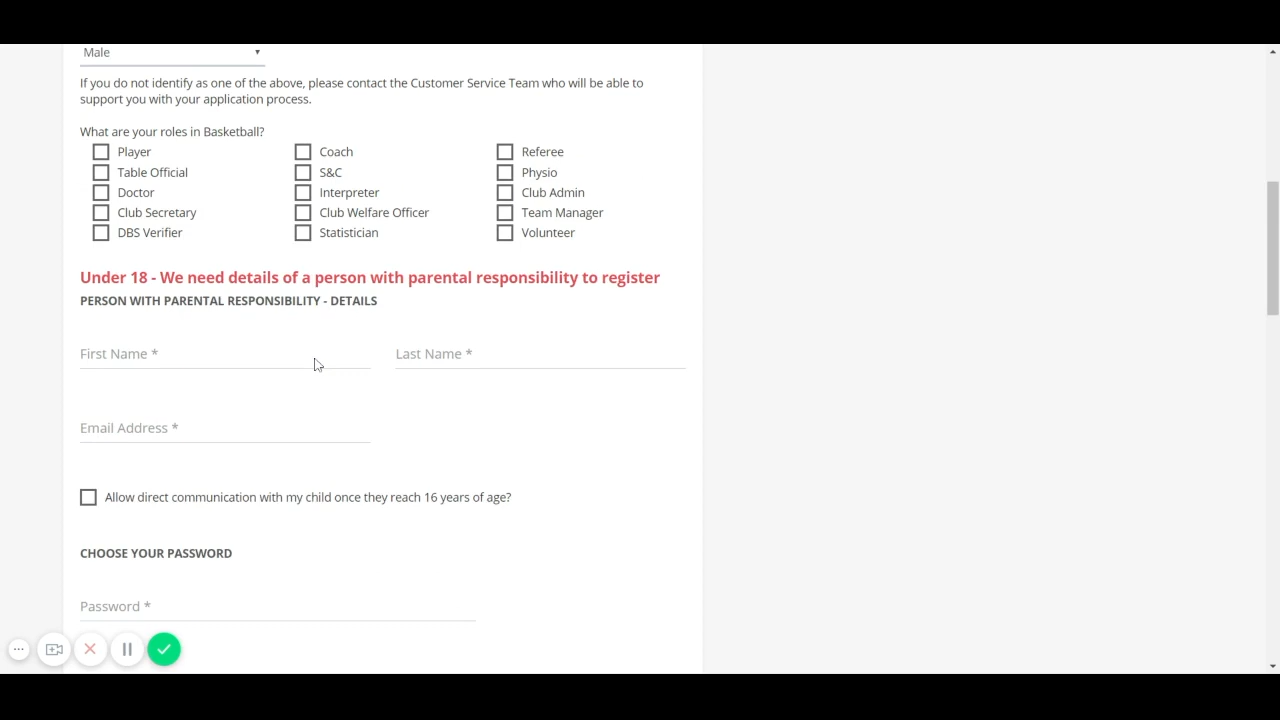 Male
If you do not identify as one of the above, please contact the Customer Service Team who will be able to
support you with your application process.
What are your roles in Basketball?
Player Coach Referee
Table Official S&C Physio
Doctor Interpreter Club Admin
Club Secretary Club Welfare Officer Team Manager
DBS Verifier Statistician Volunteer
Under 18 - We need details of a person with parental responsibility to register
PERSON WITH PARENTAL RESPONSIBILITY - DETAILS
First Name * Last Name *
Email Address *
Allow direct communication with my child once they reach 16 years of age?
CHOOSE YOUR PASSWORD
Password *